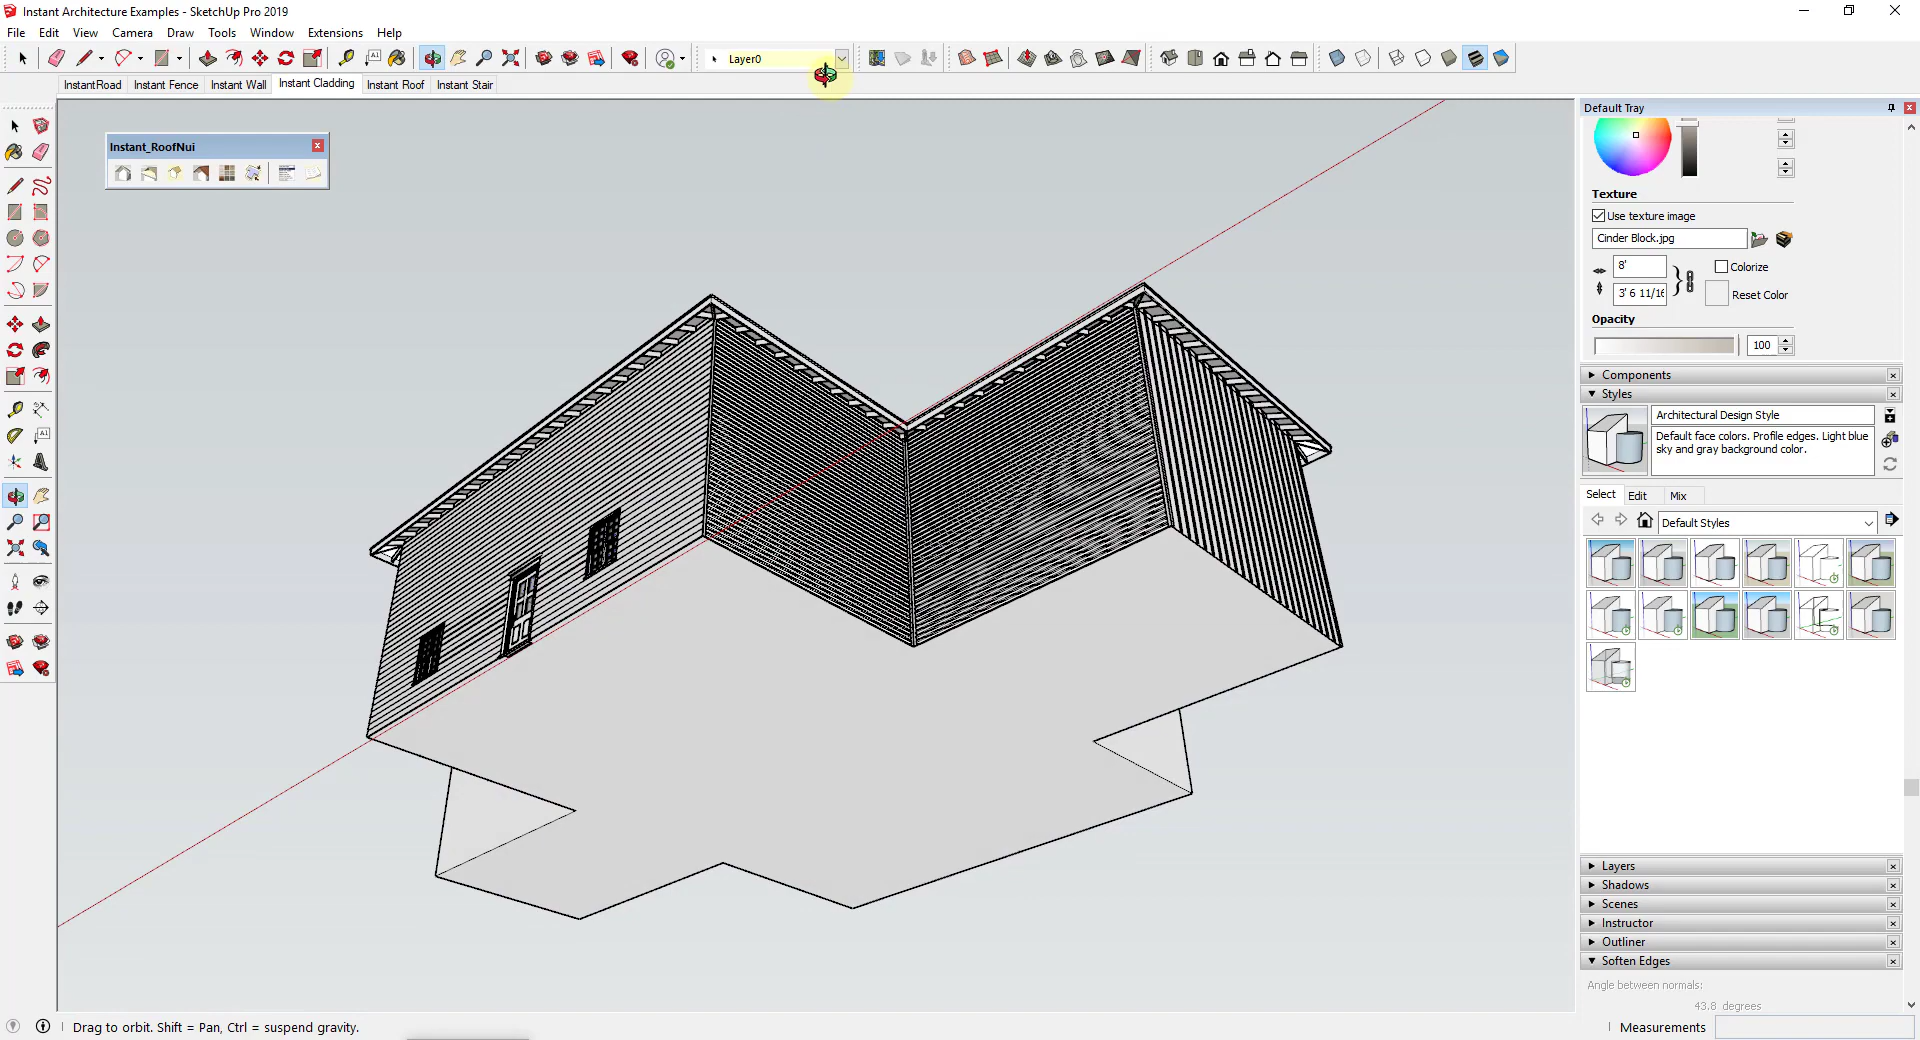 Instant Architecture Examples - SketchUp Pro 2019
File Edit View Camera Draw Tools Window Extensions Help
Layer0
InstantRoad Instant Fence Instant Wall Instant Cladding Instant Roof Instant Stair
Default Tray
Instant_RoofNui
Texture
Use texture image
Cinder Block.jpg
8'
Colorize
3' 6 11/16
Reset Color
Opacity
100
Components
Styles
Architectural Design Style
Default face colors. Profile edges. Light blue
sky and gray background color.
Select Edit Mix
Default Styles
Layers
Shadows
Scenes
Instructor
Outliner
Soften Edges
Angle between normals:
43.8 degrees
Drag to orbit. Shift = Pan, Ctrl = suspend gravity.
Measurements